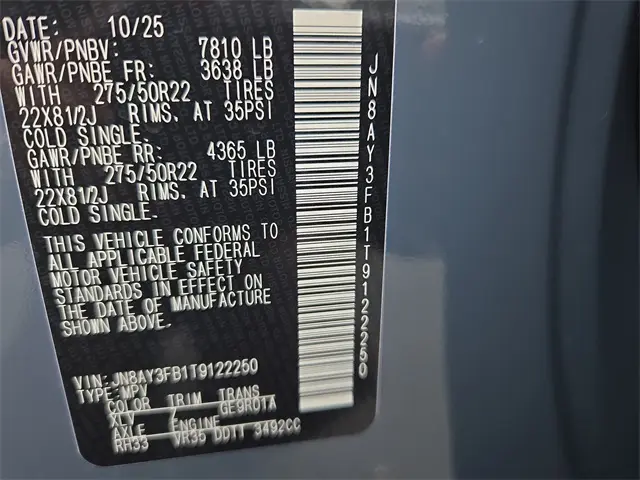 DATE: 10/25
GVWR/PNBV: 7810 LB
GAWR/PNBE FR: 3638 LB
WITH 275/50R22 TIRES
22X81/2J RIMS. AT 35PSI
COLD SINGLE.
GAWR/PNBE RR: 4365 LB
WITH 275/50R22 TIRES
22X81/2J RIMS. AT 35PSI
COLD SINGLE.
THIS VEHICLE CONFORMS TO
ALL APPLICABLE FEDERAL
MOTOR VEHICLE SAFETY
STANDARDS IN EFFECT ON
THE DATE OF MANUFACTURE
SHOWN ABOVE.
VIN: JN8AY3FB1T9122250
TYPE: MPV
COLOR TRIM TRANS
XLV / GE9R01A
AXLE ENGINE
RH33 VR35 DDTT 3492CC
JN8AY3FB1T9122250